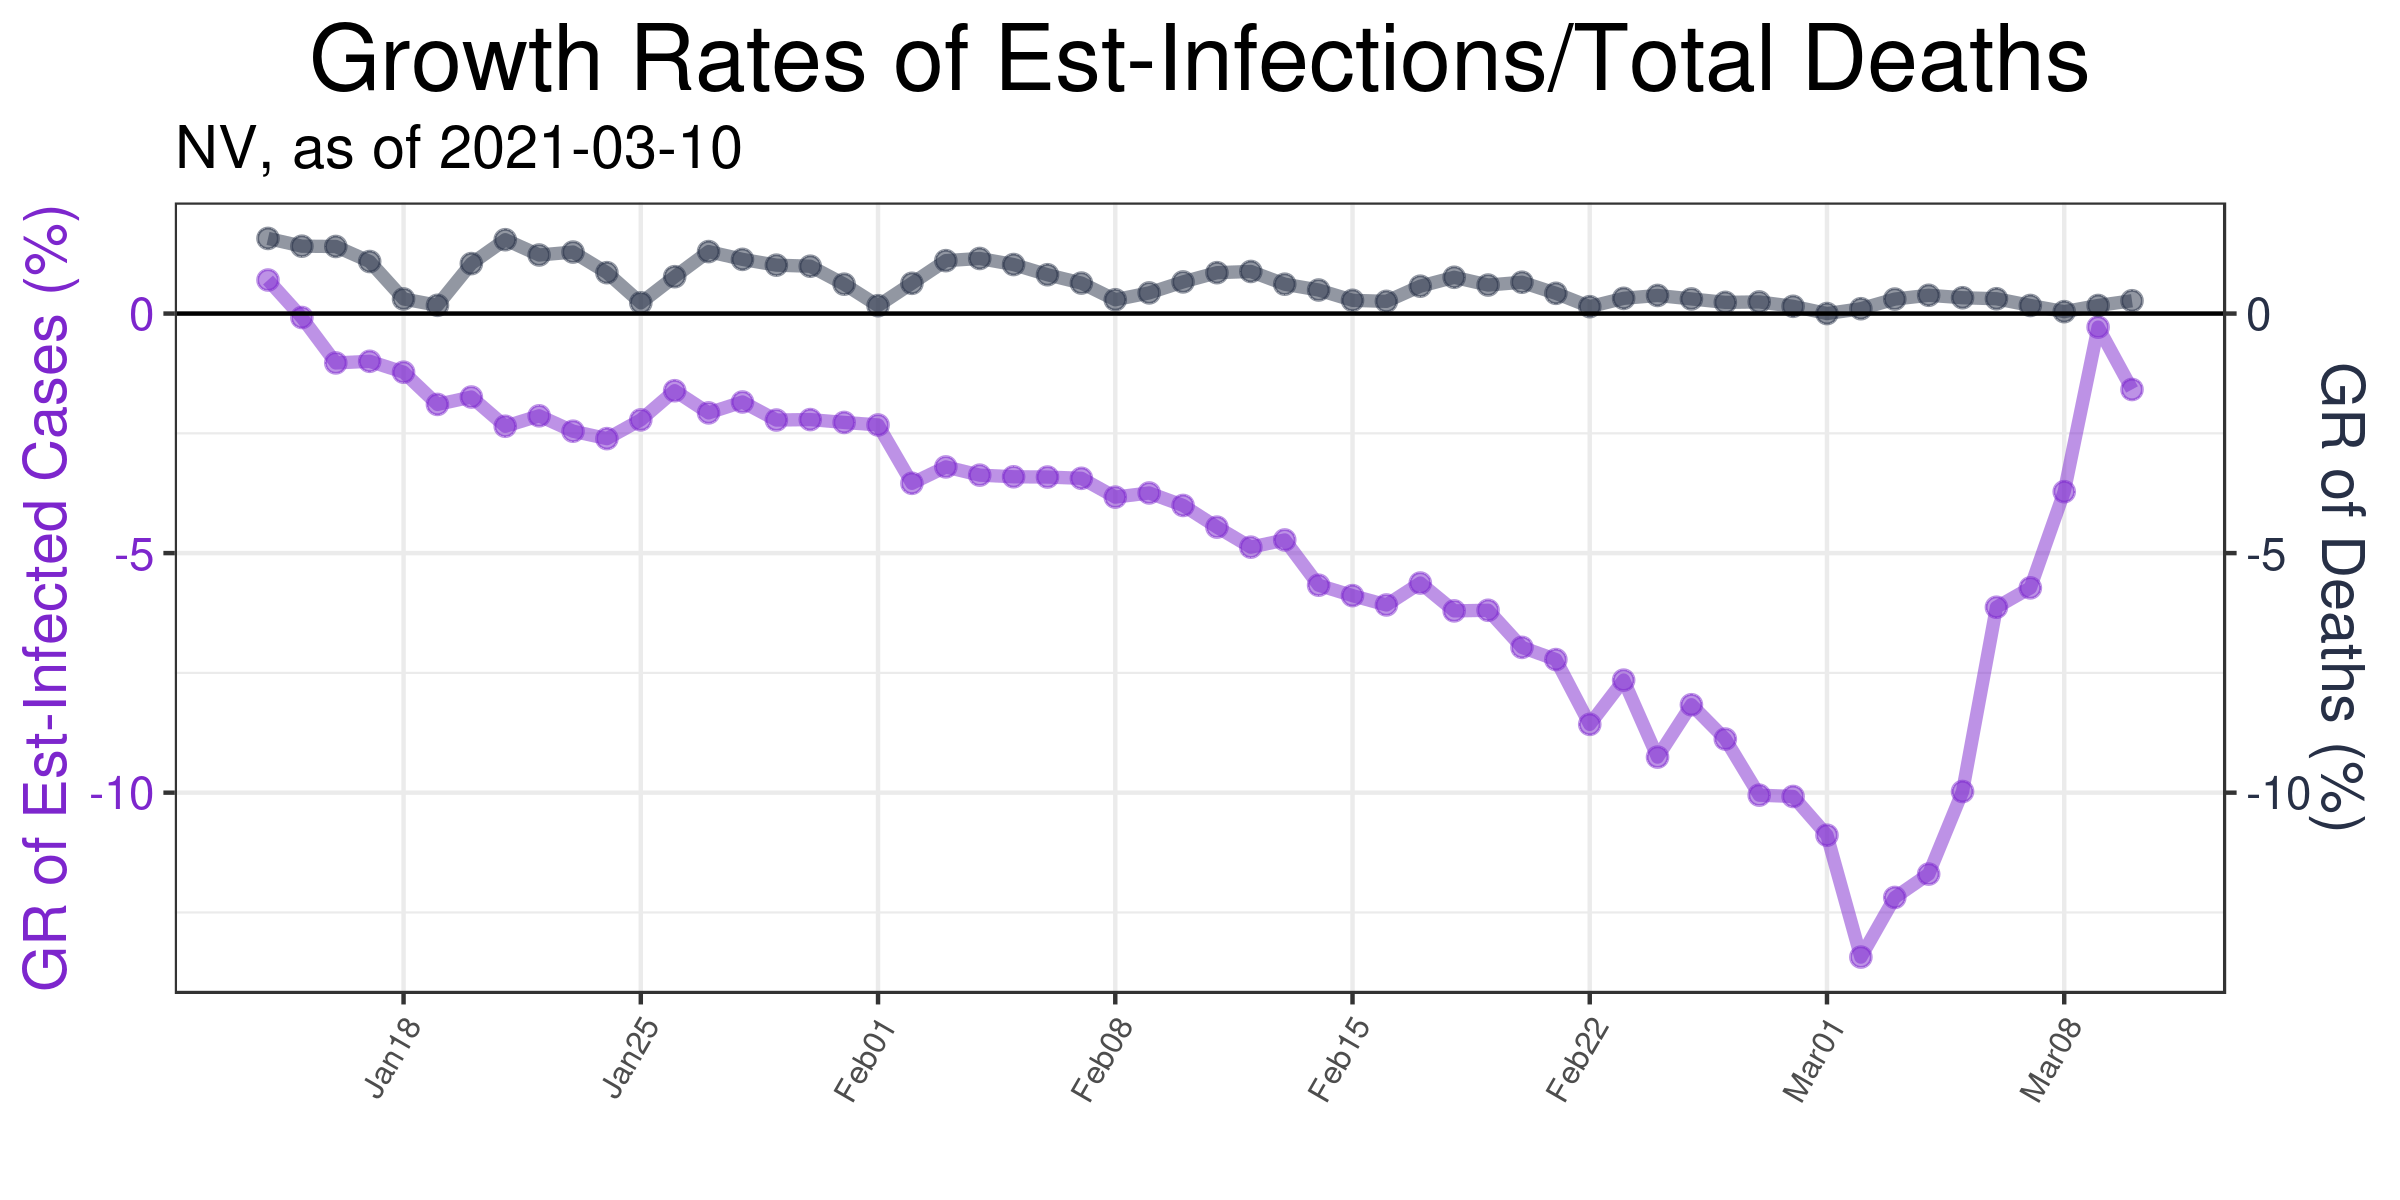 Growth Rates of Est-Infections/Total Deaths
NV, as of 2021-03-10
GR of Est-Infected Cases (%)
0
-5
-10
0
-5
-10
GR of Deaths (%)
Jan18
Jan25
Feb01
Feb08
Feb15
Feb22
Mar01
Mar08